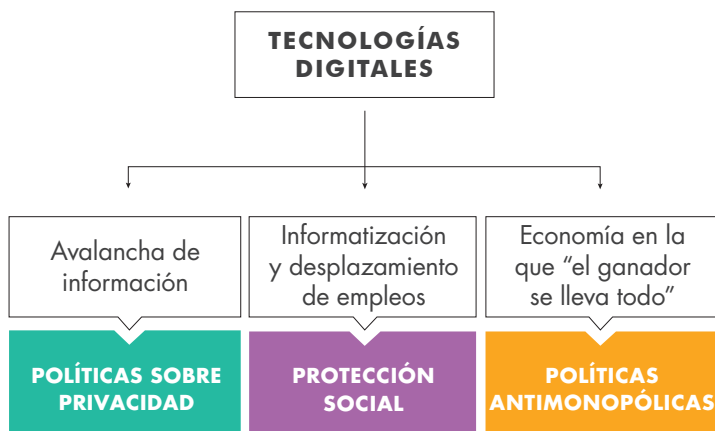 TECNOLOGÍAS
DIGITALES
Avalancha de
información
Informatización
y desplazamiento
de empleos
Economía en la
que “el ganador
se lleva todo”
POLÍTICAS SOBRE
PRIVACIDAD
PROTECCIÓN
SOCIAL
POLÍTICAS
ANTIMONOPÓLICAS